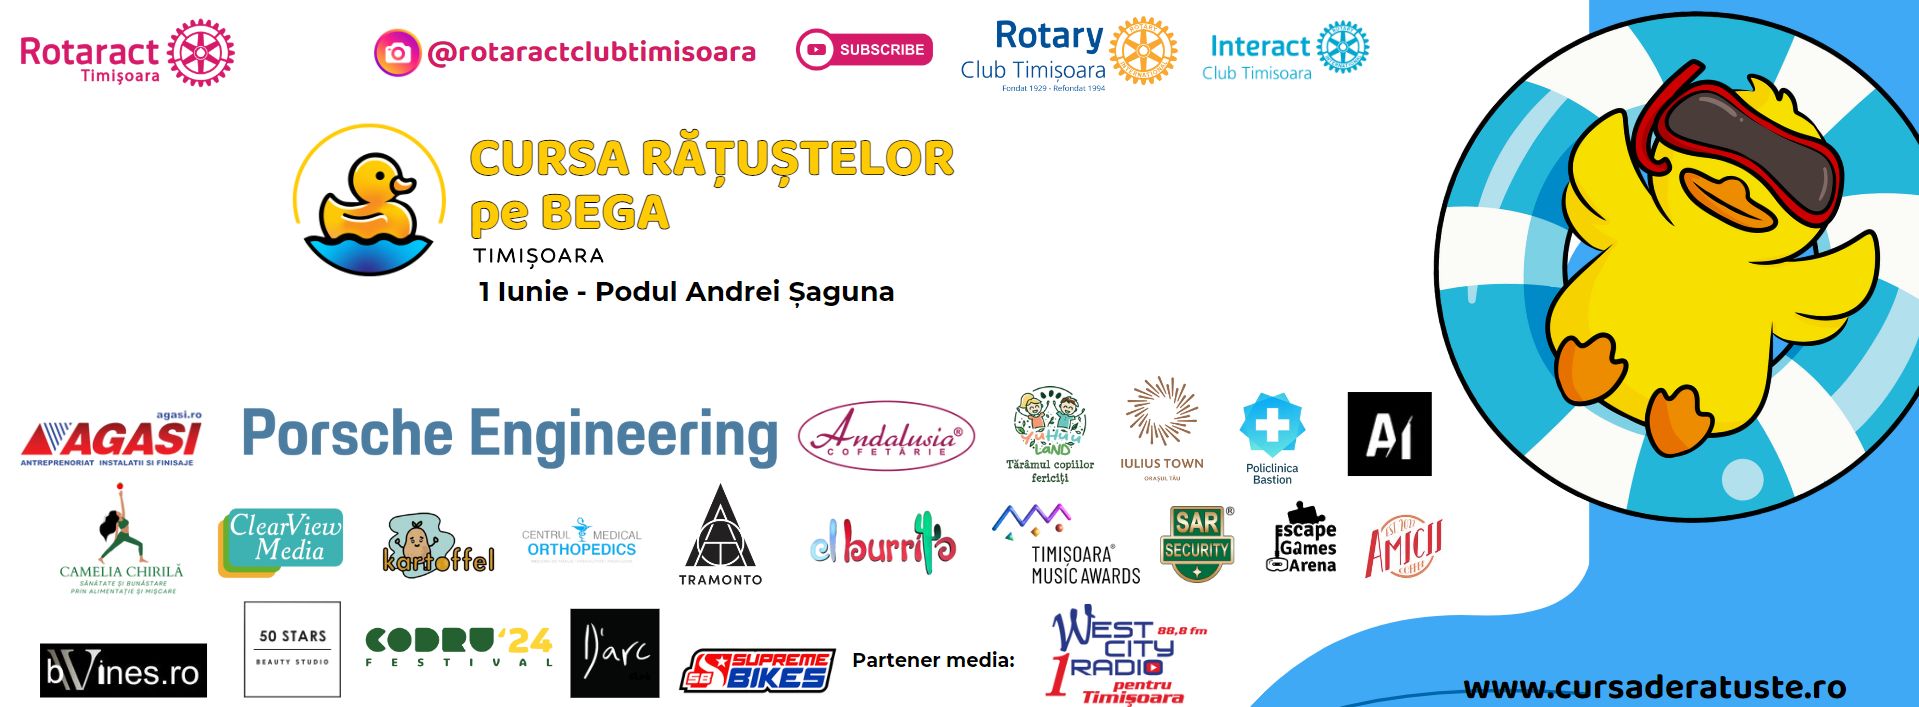 Rotaract
Timișoara
@rotaractclubtimisoara
SUBSCRIBE
Rotary
Club Timișoara
Fondat 1929 - Refondat 1994
Interact
Club Timisoara
CURSA RĂȚUȘTELOR
pe BEGA
TIMIȘOARA
1 Iunie - Podul Andrei Șaguna
agasi.ro
AGASI
ANTREPRENORIAT INSTALATII SI FINISAJE
Porsche Engineering
Andalusia®
COFETĂRIE
YuHuu
LAND
Tărâmul copiilor
fericiți
IULIUS TOWN
ORAȘUL TĂU
Policlinica
Bastion
AI
CAMELIA CHIRILĂ
SĂNĂTATE ȘI BUNĂSTARE
PRIN ALIMENTAȚIE ȘI MIȘCARE
ClearView
Media
kartoffel
CENTRUL MEDICAL
ORTHOPEDICS
TRAMONTO
el burrito
TIMIȘOARA®
MUSIC AWARDS
SAR®
SECURITY
Escape
Games
Arena
EST 2022
AMICII
COFFEE
bWines.ro
50 STARS
BEAUTY STUDIO
CODRU '24
FESTIVAL
D'arc
SB SUPREME
BIKES
Partener media:
WEST 88,8 fm
CITY
RADIO
1 pentru
Timișoara
www.cursaderatuste.ro